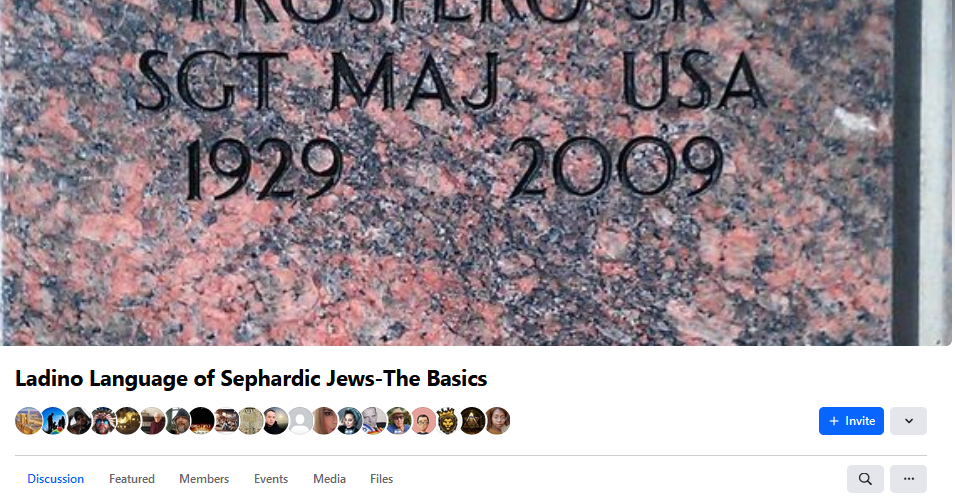 PROSPERO JR
SGT MAJ USA
1929 2009
Ladino Language of Sephardic Jews-The Basics
+ Invite
Discussion Featured Members Events Media Files